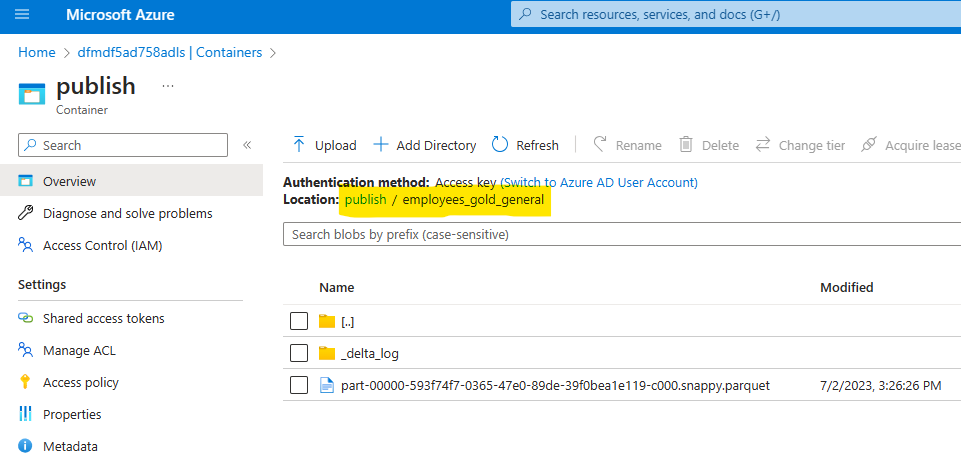 Microsoft Azure
Search resources, services, and docs (G+/)
Home > dfmdf5ad758adls | Containers >
publish ...
Container
Search
«
Upload
Add Directory
Refresh
Rename
Delete
Change tier
Acquire lease
Overview
Diagnose and solve problems
Access Control (IAM)
Settings
Shared access tokens
Manage ACL
Access policy
Properties
Metadata
Authentication method: Access key (Switch to Azure AD User Account)
Location: publish / employees_gold_general
Search blobs by prefix (case-sensitive)
Name Modified
[..]
_delta_log
part-00000-593f74f7-0365-47e0-89de-39f0bea1e119-c000.snappy.parquet 7/2/2023, 3:26:26 PM